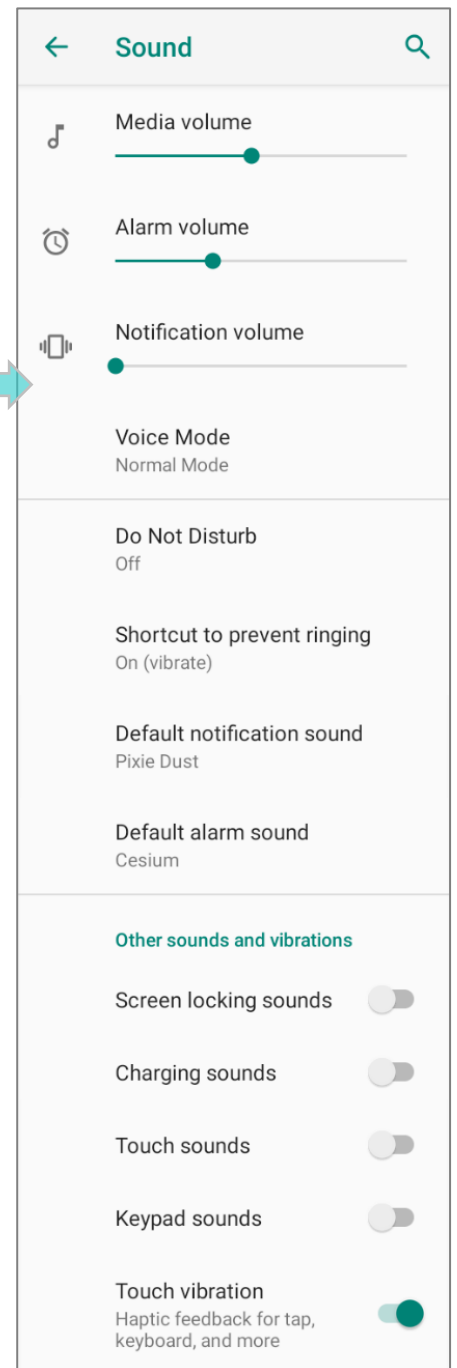 Sound
Media volume
Alarm volume
Notification volume
Voice Mode
Normal Mode
Do Not Disturb
Off
Shortcut to prevent ringing
On (vibrate)
Default notification sound
Pixie Dust
Default alarm sound
Cesium
Other sounds and vibrations
Screen locking sounds
Charging sounds
Touch sounds
Keypad sounds
Touch vibration
Haptic feedback for tap,
keyboard, and more